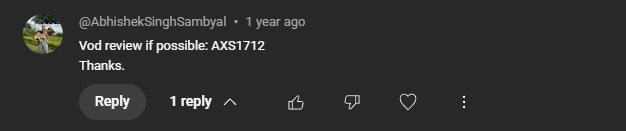 @AbhishekSinghSambyal • 1 year ago
Vod review if possible: AXS1712
Thanks.
Reply 1 reply